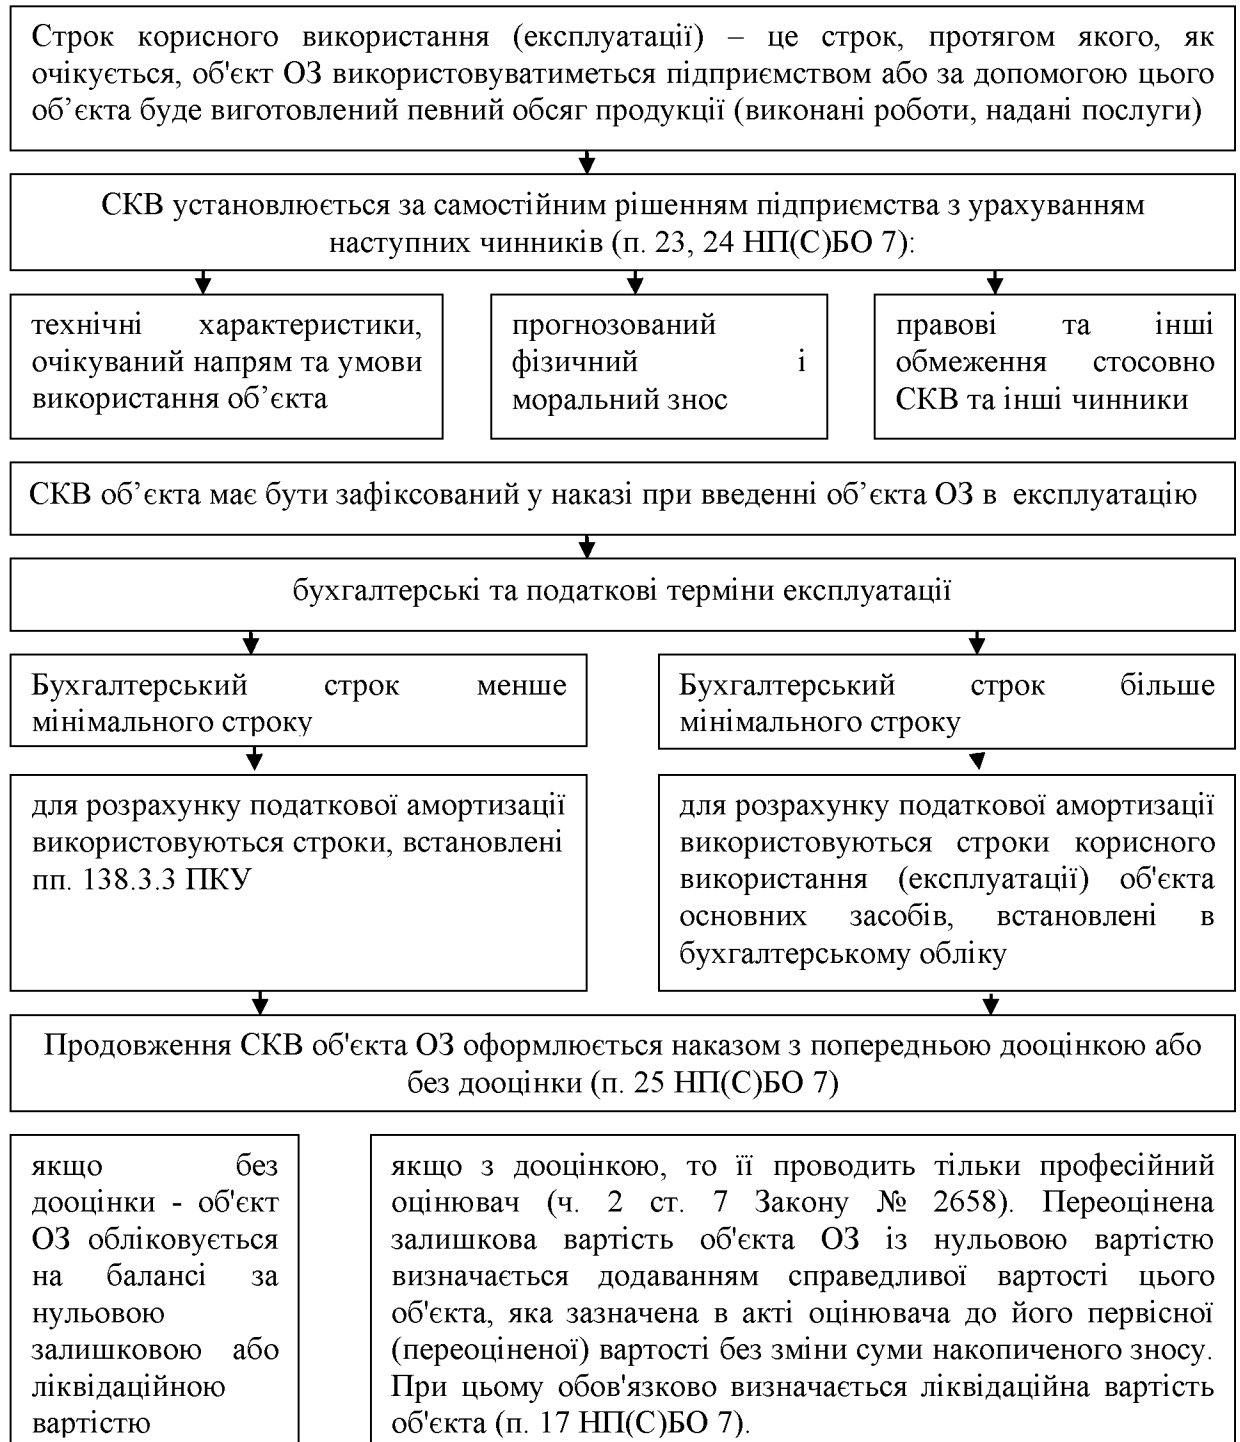 Строк корисного використання (експлуатації) – це строк, протягом якого, як
очікується, об'єкт ОЗ використовуватиметься підприємством або за допомогою цього
об’єкта буде виготовлений певний обсяг продукції (виконані роботи, надані послуги)
СКВ установлюється за самостійним рішенням підприємства з урахуванням
наступних чинників (п. 23, 24 НП(С)БО 7):
технічні характеристики,
очікуваний напрям та умови
використання об’єкта
прогнозований
фізичний і
моральний знос
правові та інші
обмеження стосовно
СКВ та інші чинники
СКВ об’єкта має бути зафіксований у наказі при введенні об’єкта ОЗ в експлуатацію
бухгалтерські та податкові терміни експлуатації
Бухгалтерський строк менше
мінімального строку
Бухгалтерський строк більше
мінімального строку
для розрахунку податкової амортизації
використовуються строки, встановлені
пп. 138.3.3 ПКУ
для розрахунку податкової амортизації
використовуються строки корисного
використання (експлуатації) об'єкта
основних засобів, встановлені в
бухгалтерському обліку
Продовження СКВ об'єкта ОЗ оформлюється наказом з попередньою дооцінкою або
без дооцінки (п. 25 НП(С)БО 7)
якщо без
дооцінки - об'єкт
ОЗ обліковується
на балансі за
нульовою
залишковою або
ліквідаційною
вартістю
якщо з дооцінкою, то її проводить тільки професійний
оцінювач (ч. 2 ст. 7 Закону № 2658). Переоцінена
залишкова вартість об'єкта ОЗ із нульовою вартістю
визначається додаванням справедливої вартості цього
об'єкта, яка зазначена в акті оцінювача до його первісної
(переоціненої) вартості без зміни суми накопиченого зносу.
При цьому обов'язково визначається ліквідаційна вартість
об'єкта (п. 17 НП(С)БО 7).